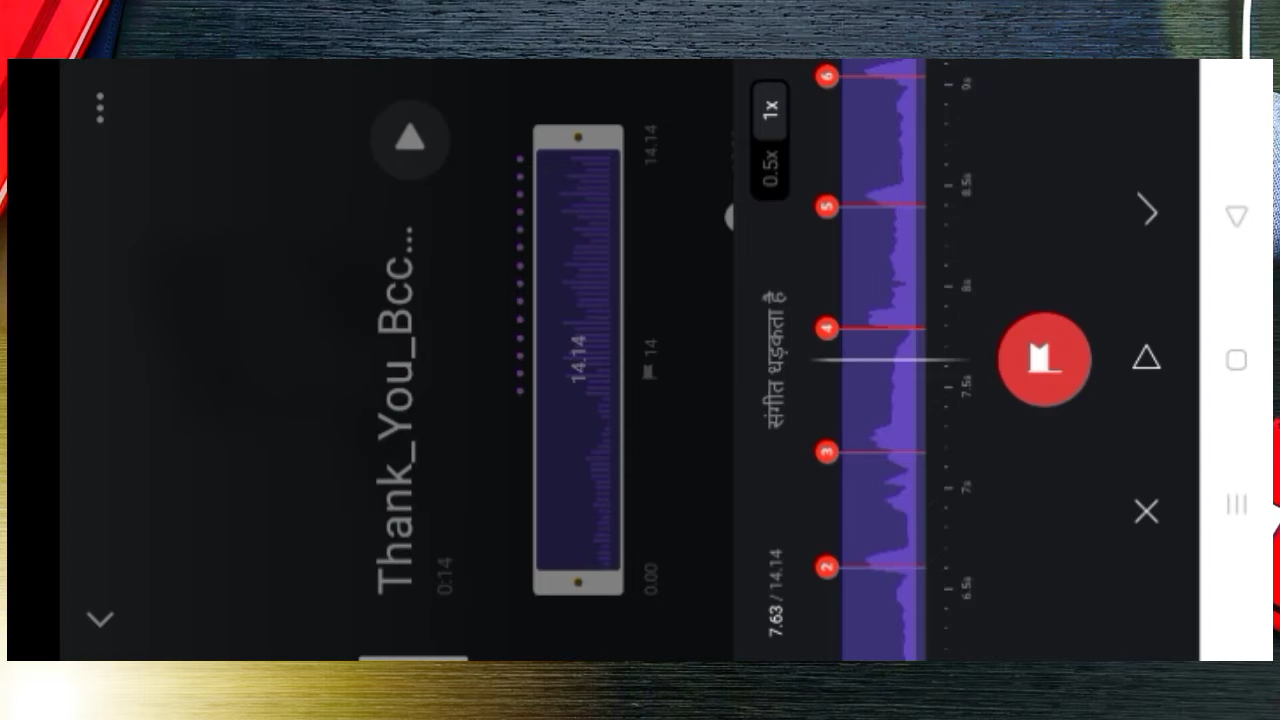 Thank_You_Bcc...
0:14
14.14
0.00
14
14.14
7.63 / 14.14
संगीत धड़कता है
0.5x
1x
2
3
4
5
6
6.5s
7s
7.5s
8s
8.5s
9s